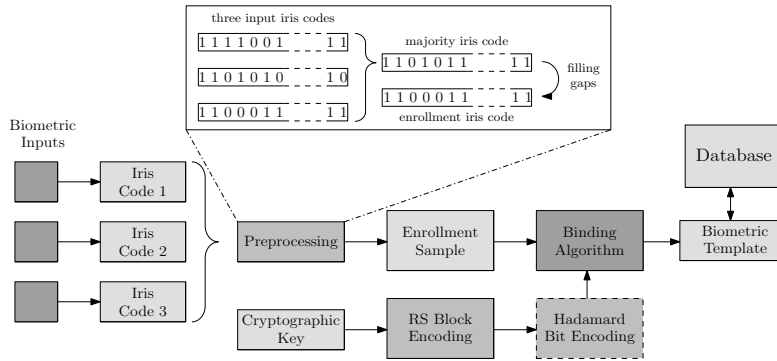 three input iris codes
1 1 1 1 0 0 1 1 1
majority iris code
1 1 0 1 0 1 1 1 1
1 1 0 1 0 1 0 1 0
filling
gaps
1 1 0 0 0 1 1 1 1
1 1 0 0 0 1 1 1 1
enrollment iris code
Biometric
Inputs
Iris
Code 1
Iris
Code 2
Iris
Code 3
Preprocessing
Enrollment
Sample
Binding
Algorithm
Database
Biometric
Template
Cryptographic
Key
RS Block
Encoding
Hadamard
Bit Encoding